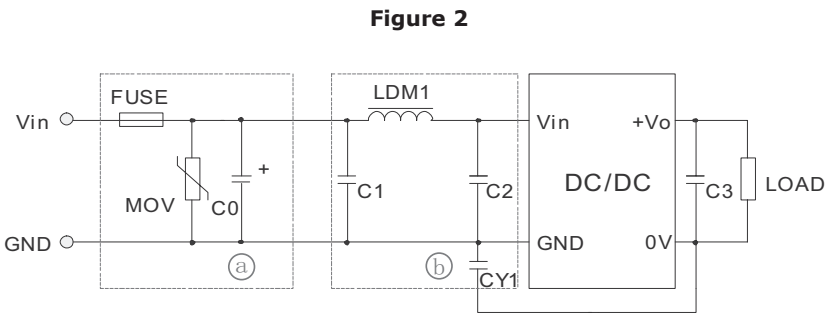 Figure 2
FUSE
LDM1
Vin
Vin
+Vo
MOV
C0
+
C1
C2
DC/DC
C3
LOAD
GND
GND
0V
a
b
CY1